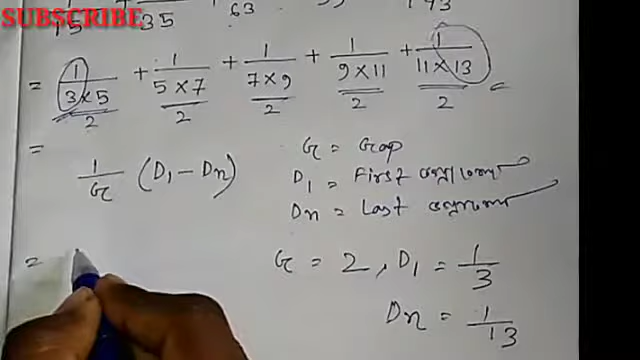 SUBSCRIBE
15 35 63 143
= 1/(3×5) + 1/(5×7) + 1/(7×9) + 1/(9×11) + 1/(11×13) =
2 2 2 2 2
=
1/G (D₁ - Dn)
G = Gap
D₁ = First
Dn = Last
=
G = 2, D₁ = 1/3
Dn = 1/13